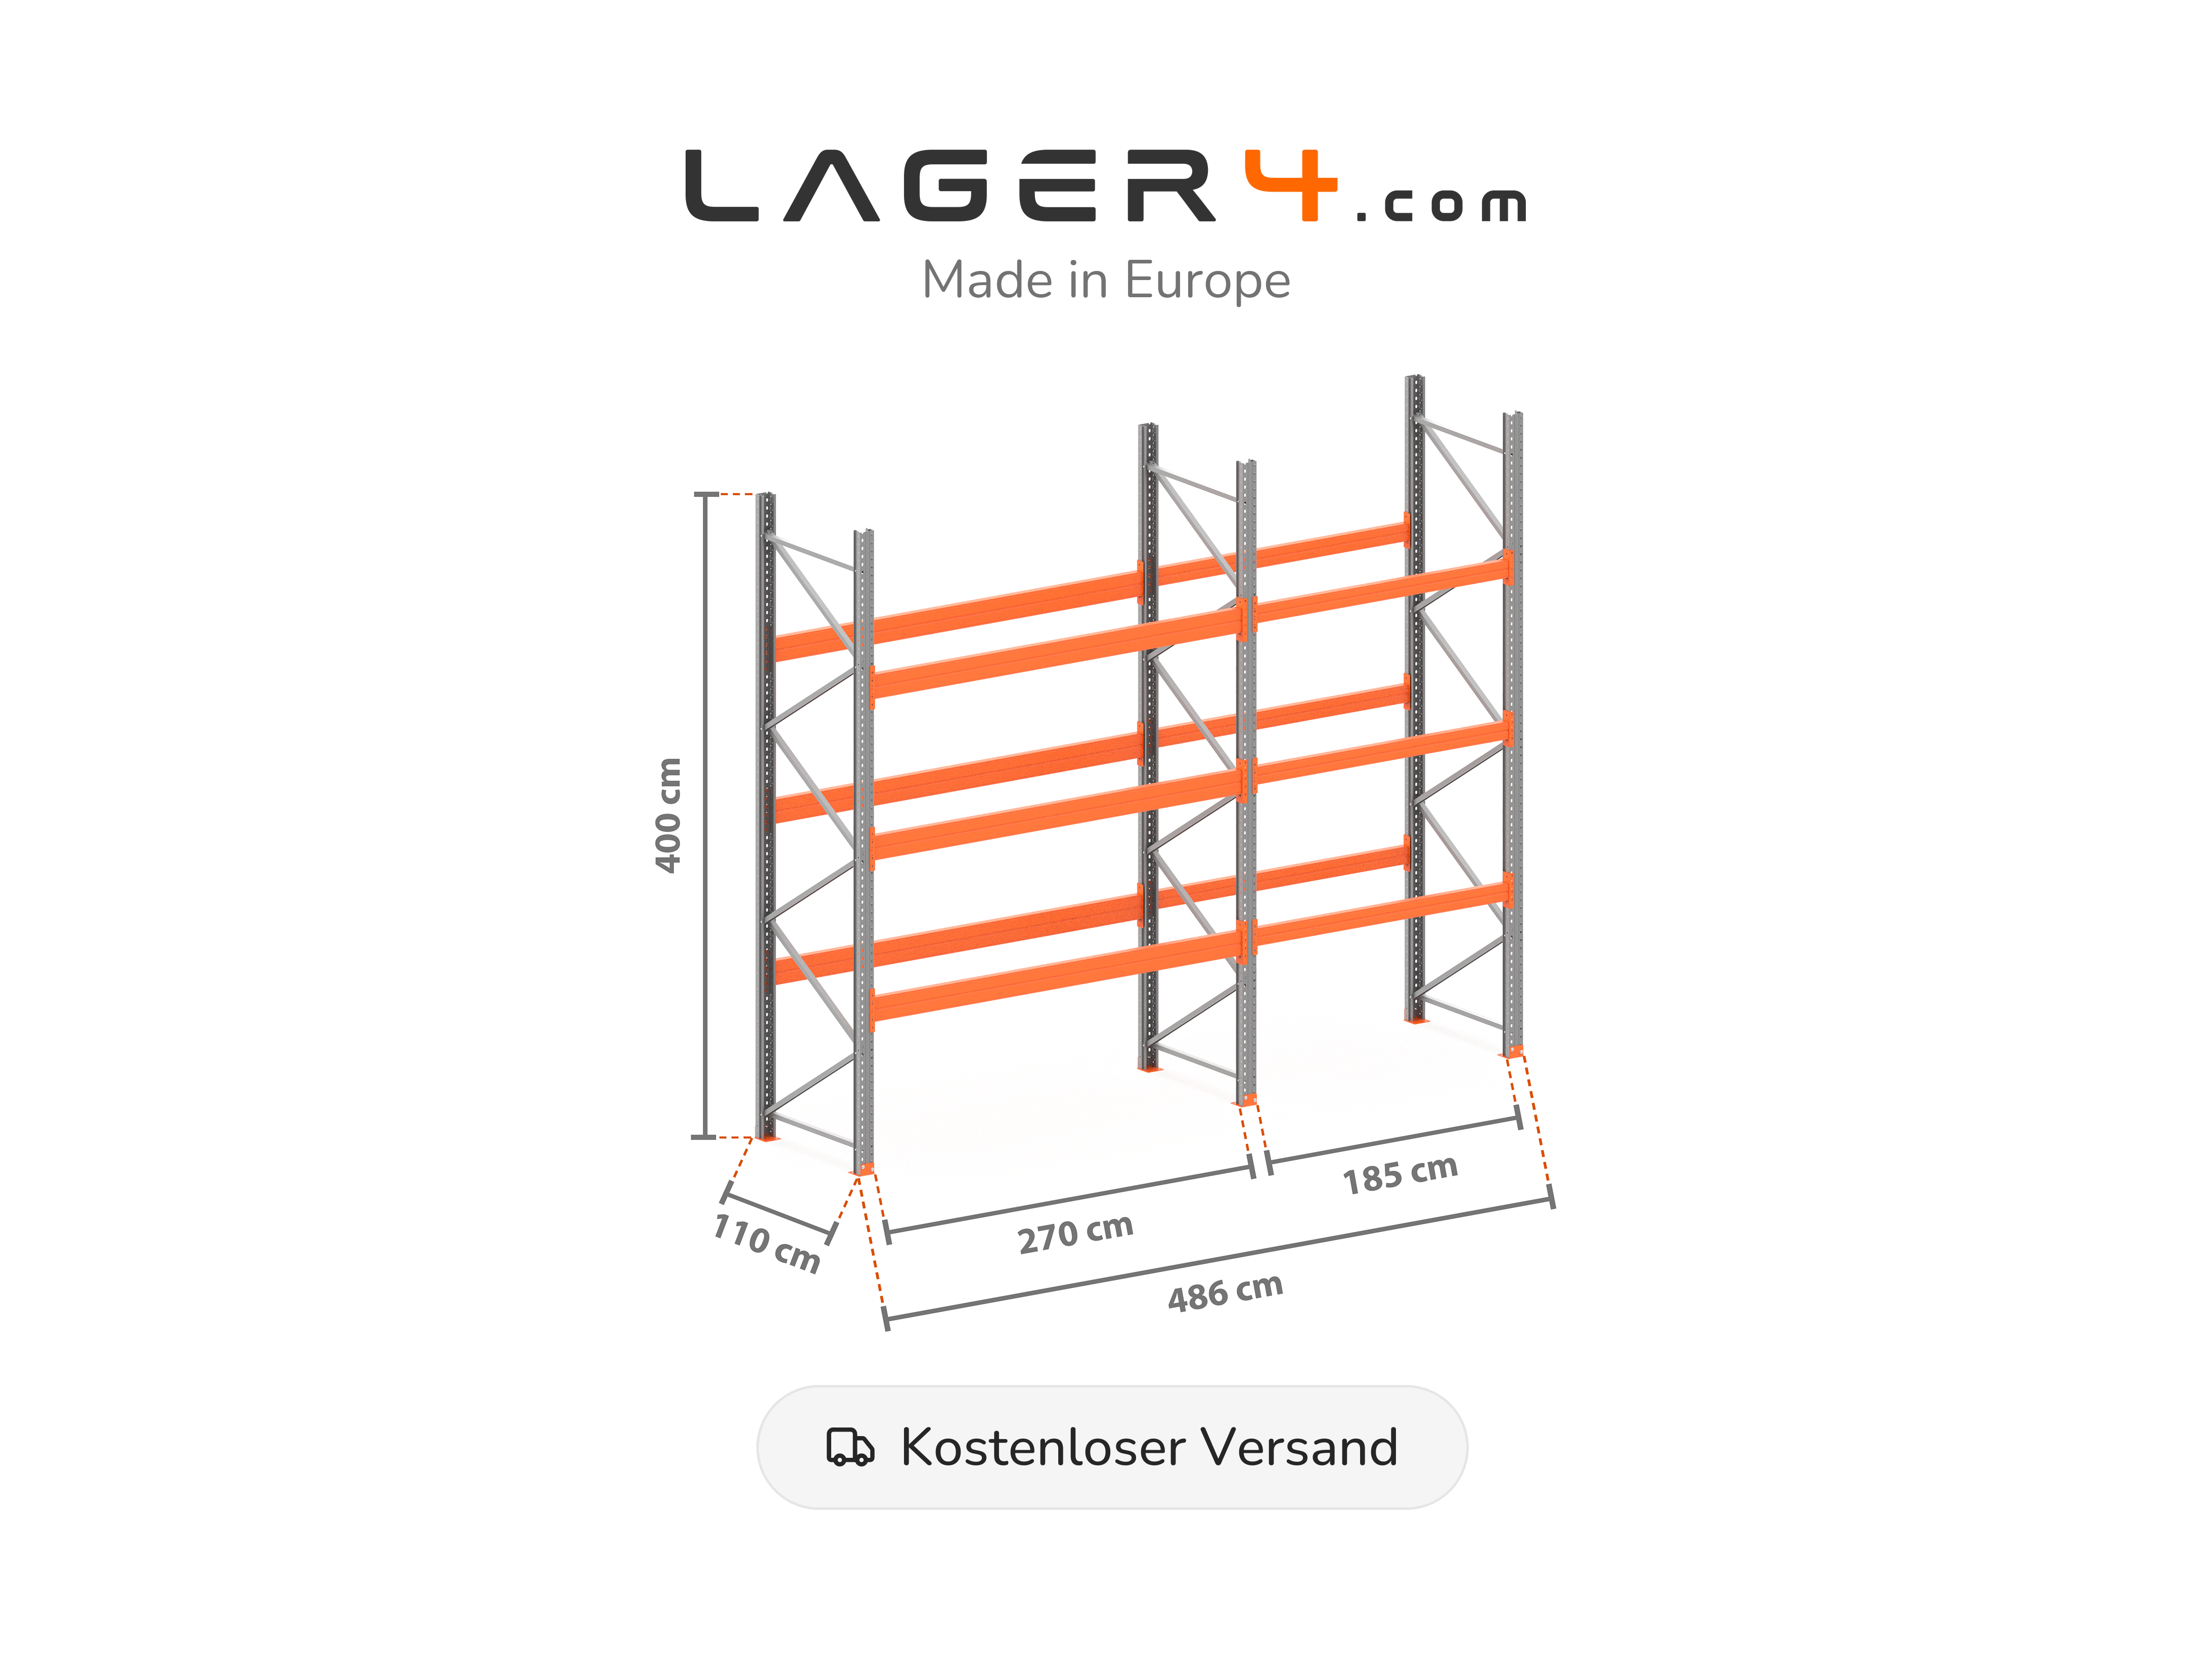 LAGER4.com
Made in Europe
400 cm
110 cm
270 cm
185 cm
486 cm
Kostenloser Versand